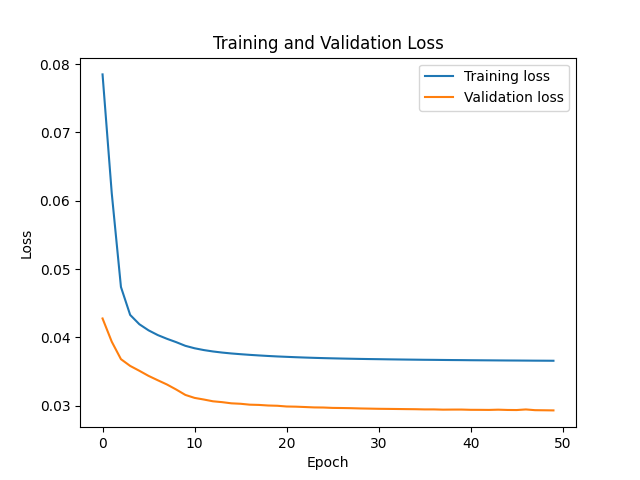 Training and Validation Loss
Training loss
Validation loss
0.08
0.07
0.06
0.05
0.04
0.03
Loss
0 10 20 30 40 50
Epoch